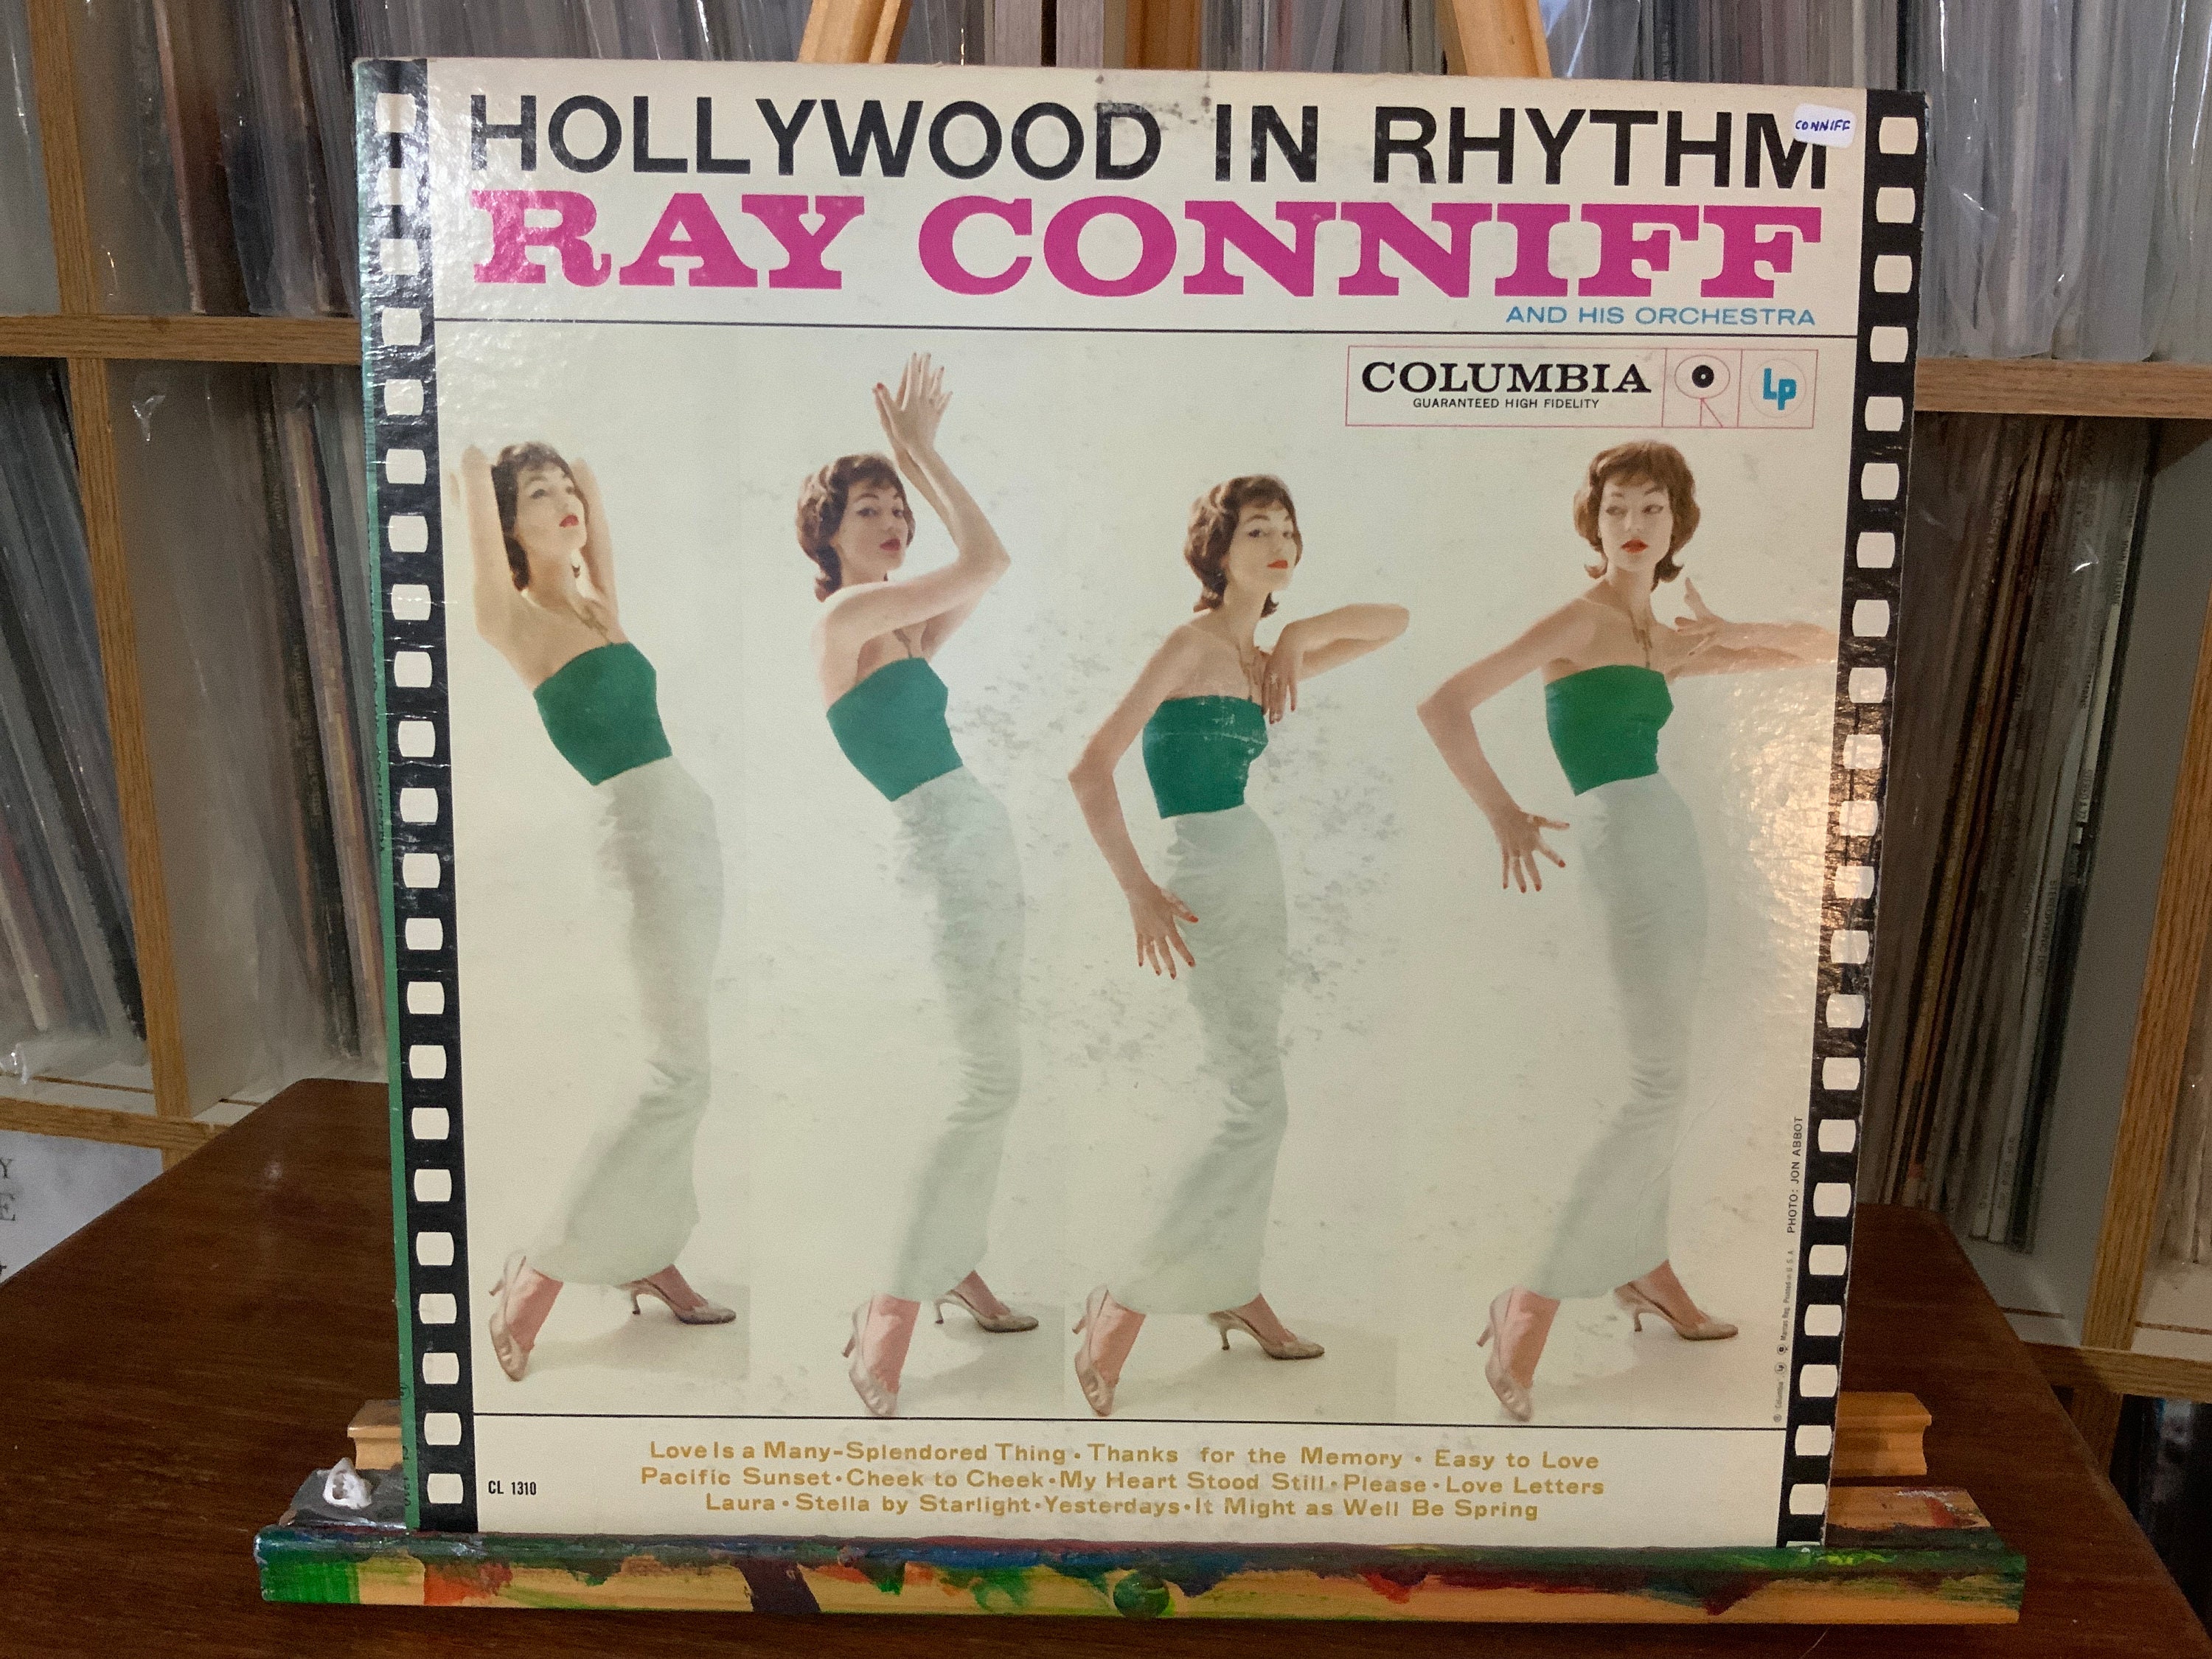 HOLLYWOOD IN RHYTHM
CONNIFF
RAY CONNIFF
AND HIS ORCHESTRA
COLUMBIA
GUARANTEED HIGH FIDELITY
Lp
PHOTO: JON ABBOT
Love Is a Many-Splendored Thing • Thanks for the Memory • Easy to Love
Pacific Sunset • Cheek to Cheek • My Heart Stood Still • Please • Love Letters
CL 1310
Laura • Stella by Starlight • Yesterdays • It Might as Well Be Spring